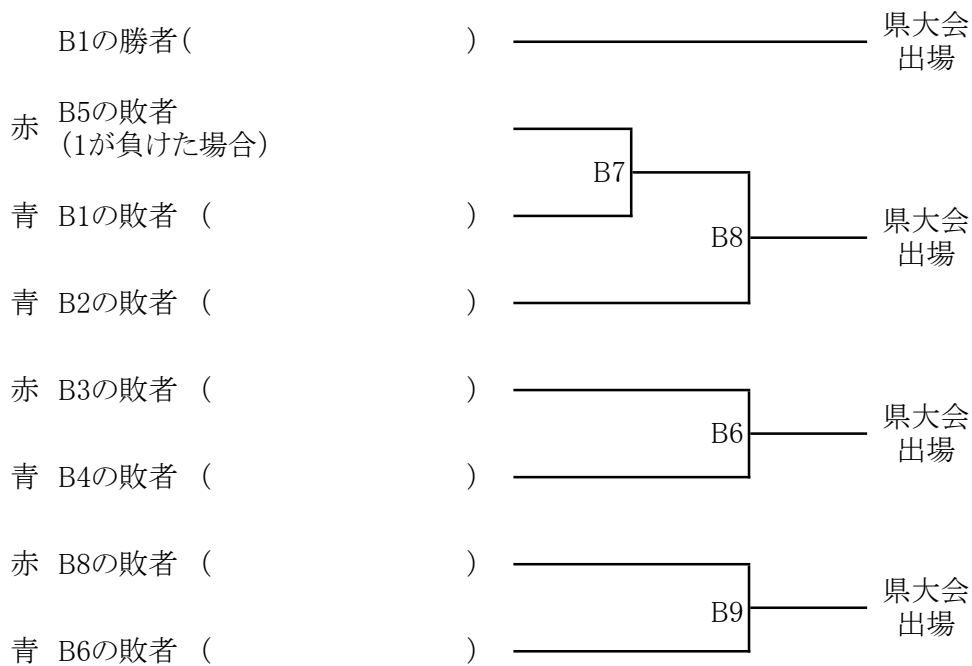 B1の勝者( )
県大会
出場
赤 B5の敗者
(1が負けた場合)
B7
青 B1の敗者 ( )
B8
県大会
出場
青 B2の敗者 ( )
赤 B3の敗者 ( )
B6
県大会
出場
青 B4の敗者 ( )
赤 B8の敗者 ( )
B9
県大会
出場
青 B6の敗者 ( )